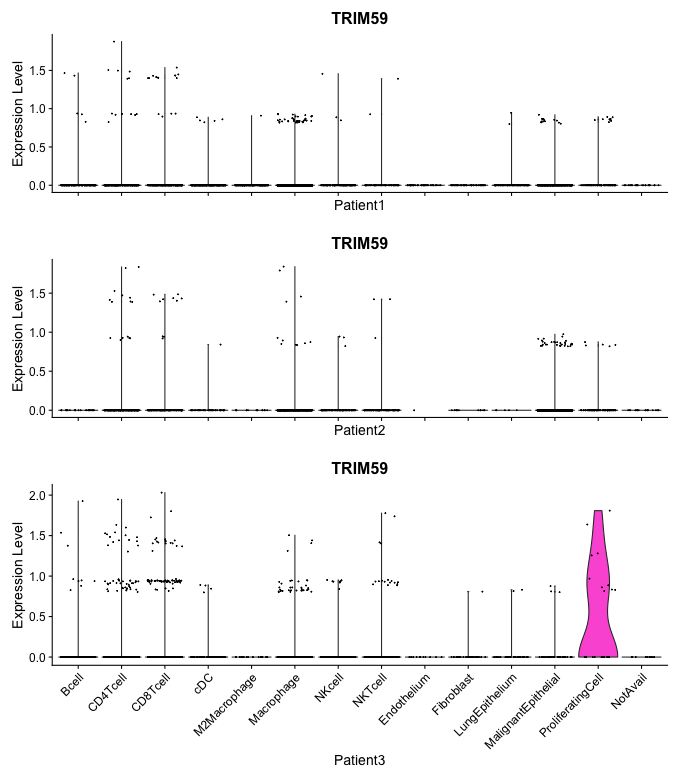 TRIM59
Expression Level
1.5
1.0
0.5
0.0
Patient1
TRIM59
Expression Level
1.5
1.0
0.5
0.0
Patient2
TRIM59
Expression Level
2.0
1.5
1.0
0.5
0.0
Bcell
CD4Tcell
CD8Tcell
cDC
M2Macrophage
Macrophage
NKcell
NKTcell
Endothelium
Fibroblast
LungEpithelium
MalignantEpithelial
ProliferatingCell
NotAvail
Patient3